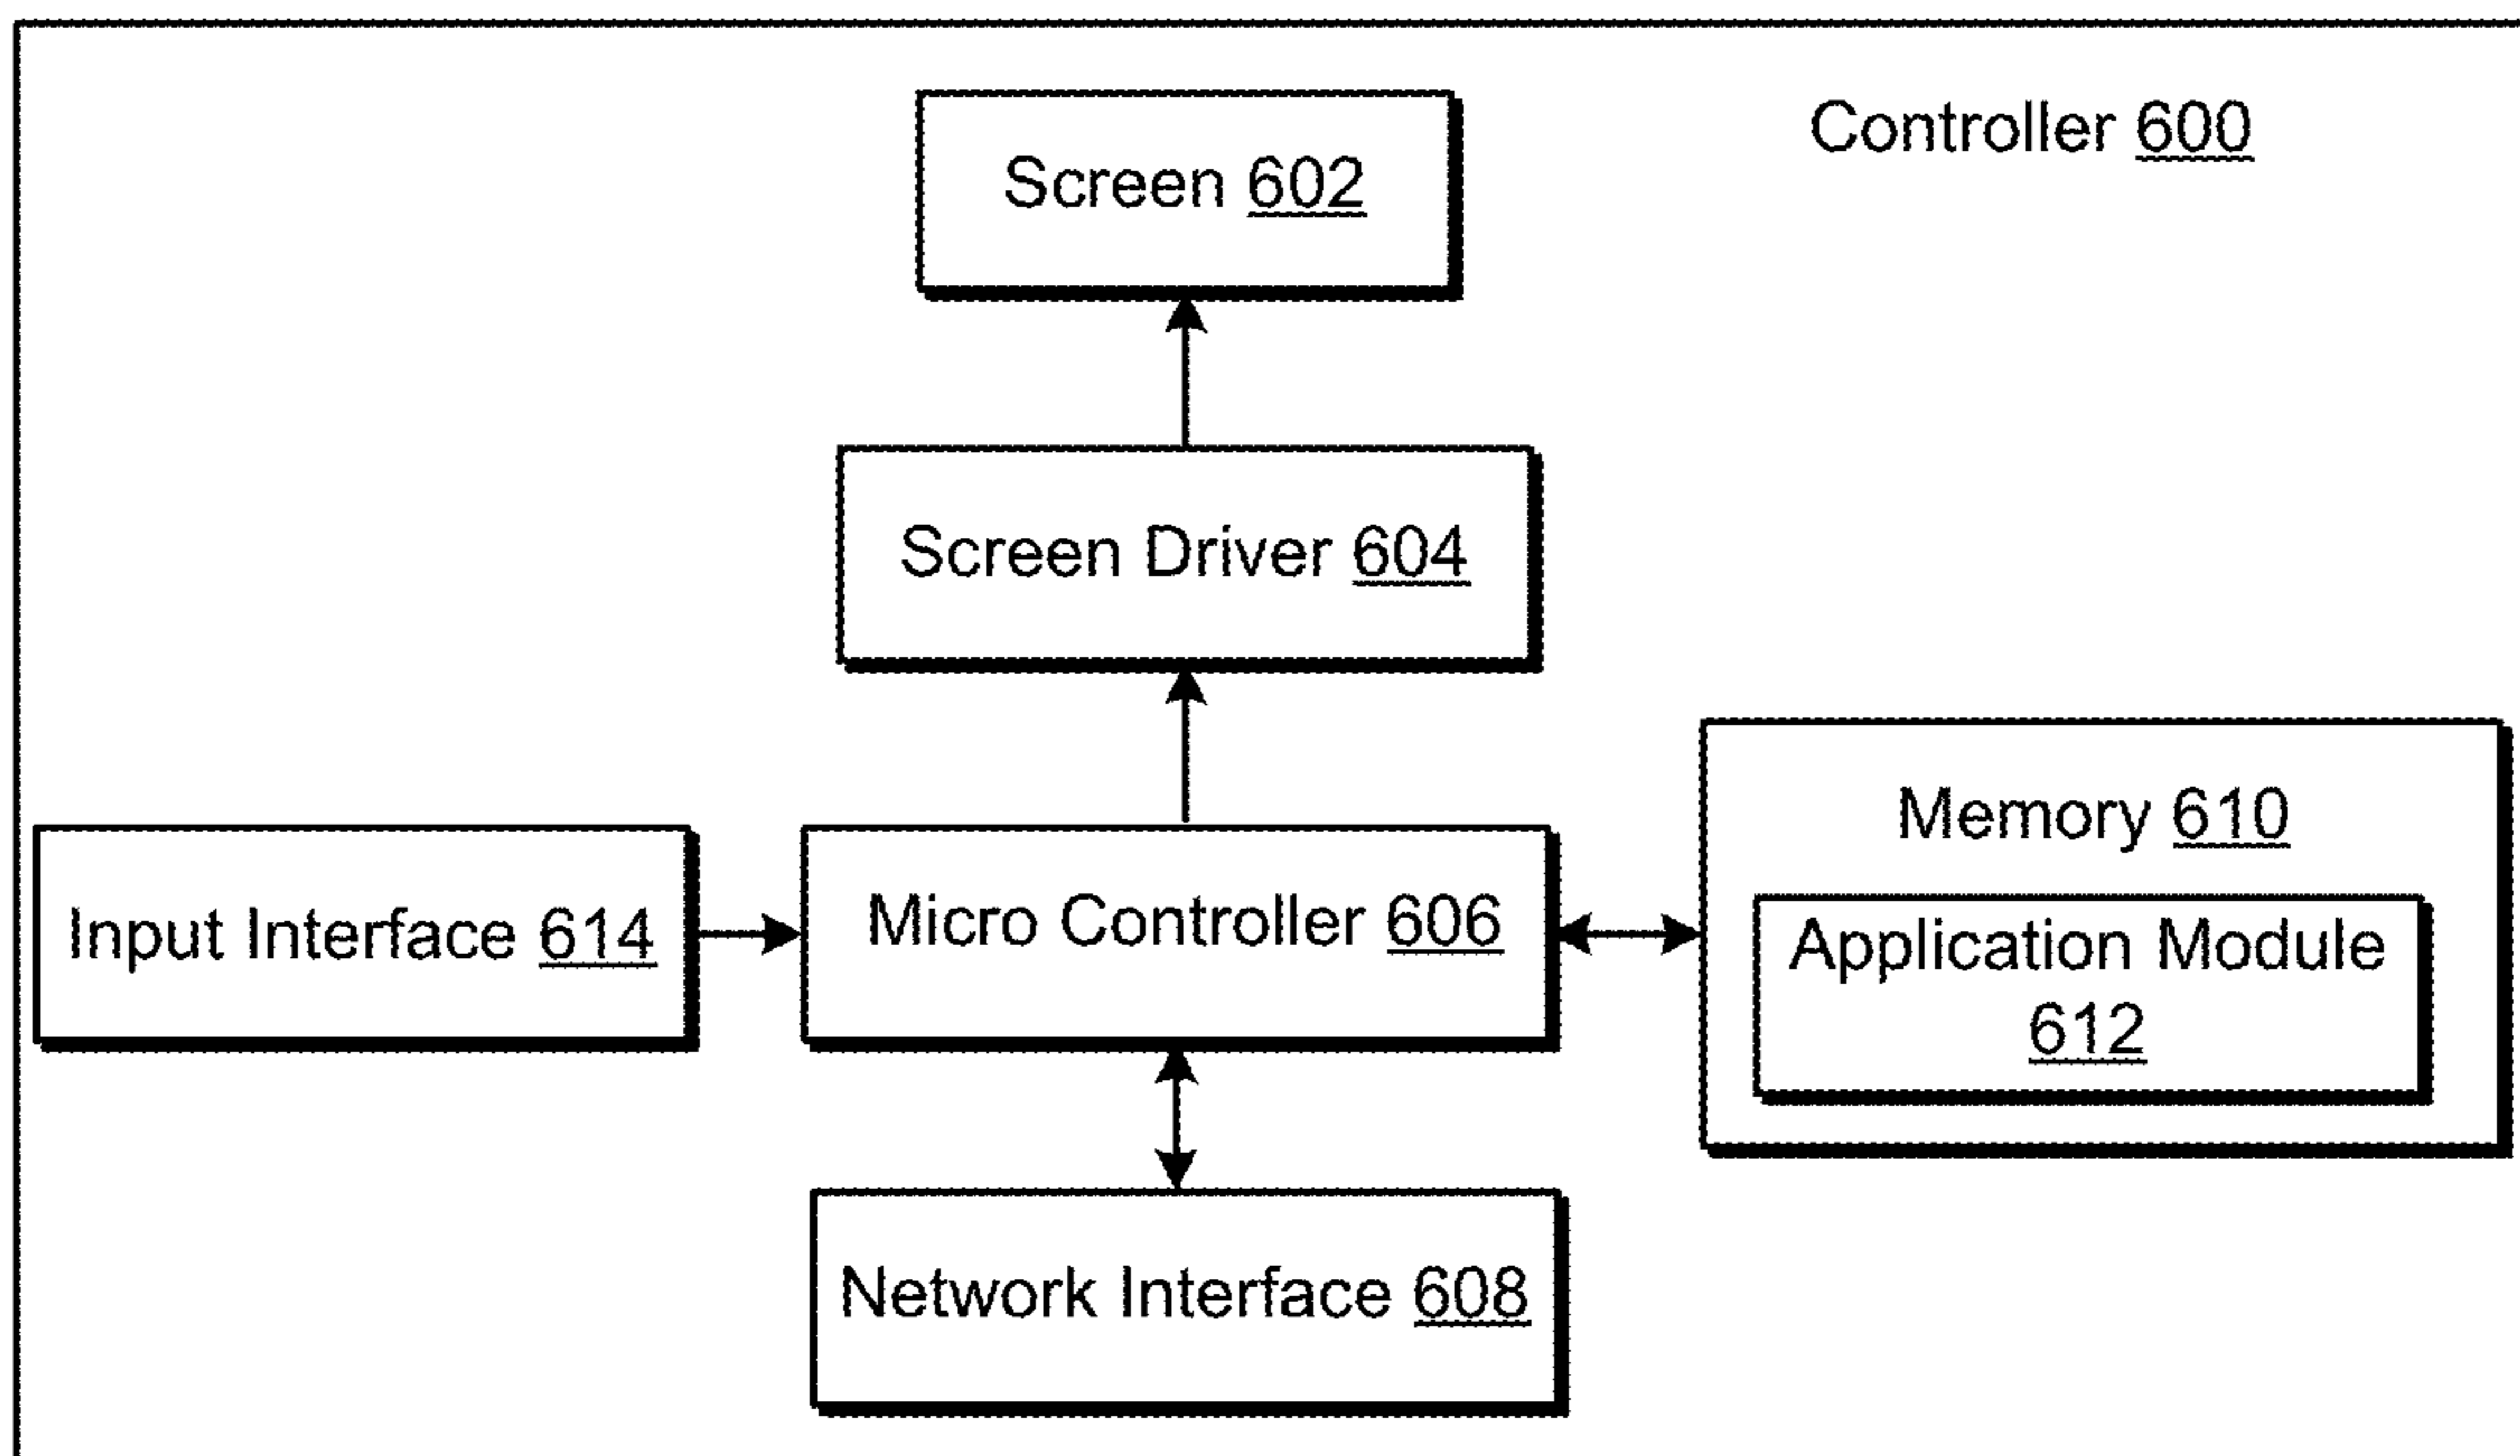 Controller 600
Screen 602
Screen Driver 604
Memory 610
Input Interface 614
Micro Controller 606
Application Module
612
Network Interface 608